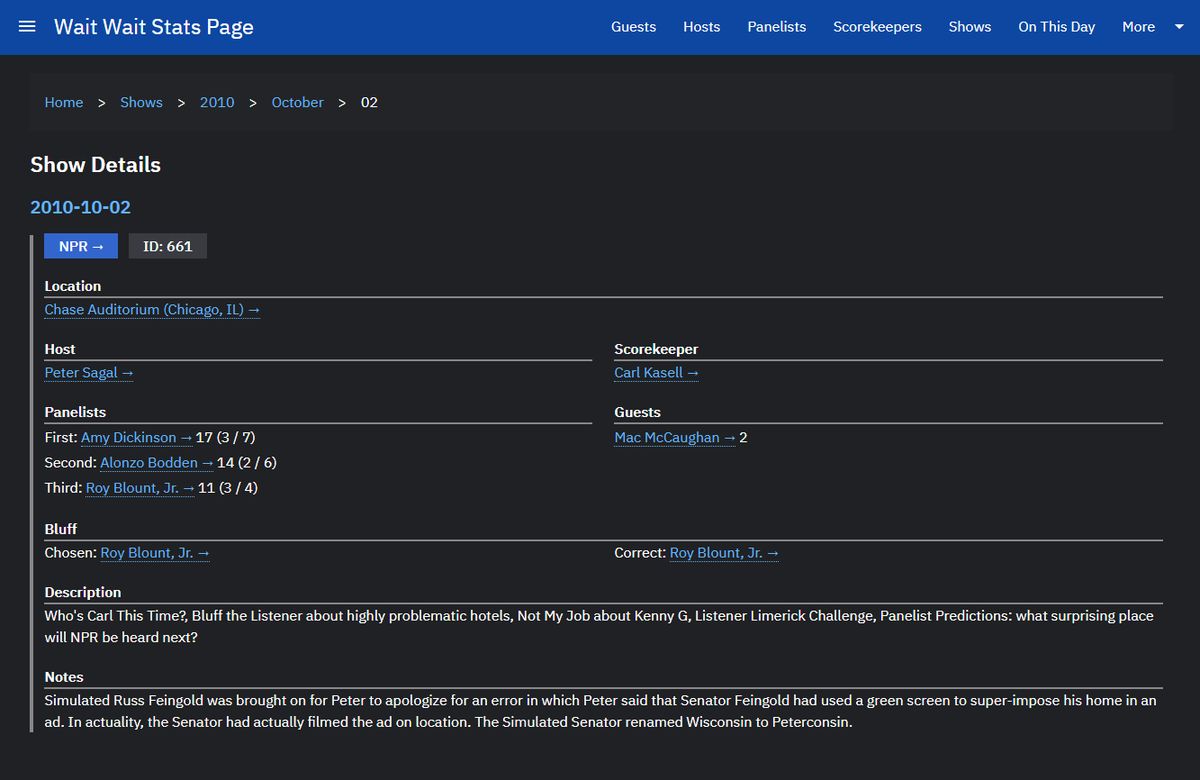 Wait Wait Stats Page
Guests Hosts Panelists Scorekeepers Shows On This Day More
Home > Shows > 2010 > October > 02
Show Details
2010-10-02
NPR → ID: 661
Location
Chase Auditorium (Chicago, IL) →
Host
Peter Sagal →
Scorekeeper
Carl Kasell →
Panelists
First: Amy Dickinson → 17 (3 / 7)
Second: Alonzo Bodden → 14 (2 / 6)
Third: Roy Blount, Jr. → 11 (3 / 4)
Guests
Mac McCaughan → 2
Bluff
Chosen: Roy Blount, Jr. →
Correct: Roy Blount, Jr. →
Description
Who's Carl This Time?, Bluff the Listener about highly problematic hotels, Not My Job about Kenny G, Listener Limerick Challenge, Panelist Predictions: what surprising place
will NPR be heard next?
Notes
Simulated Russ Feingold was brought on for Peter to apologize for an error in which Peter said that Senator Feingold had used a green screen to super-impose his home in an
ad. In actuality, the Senator had actually filmed the ad on location. The Simulated Senator renamed Wisconsin to Peterconsin.